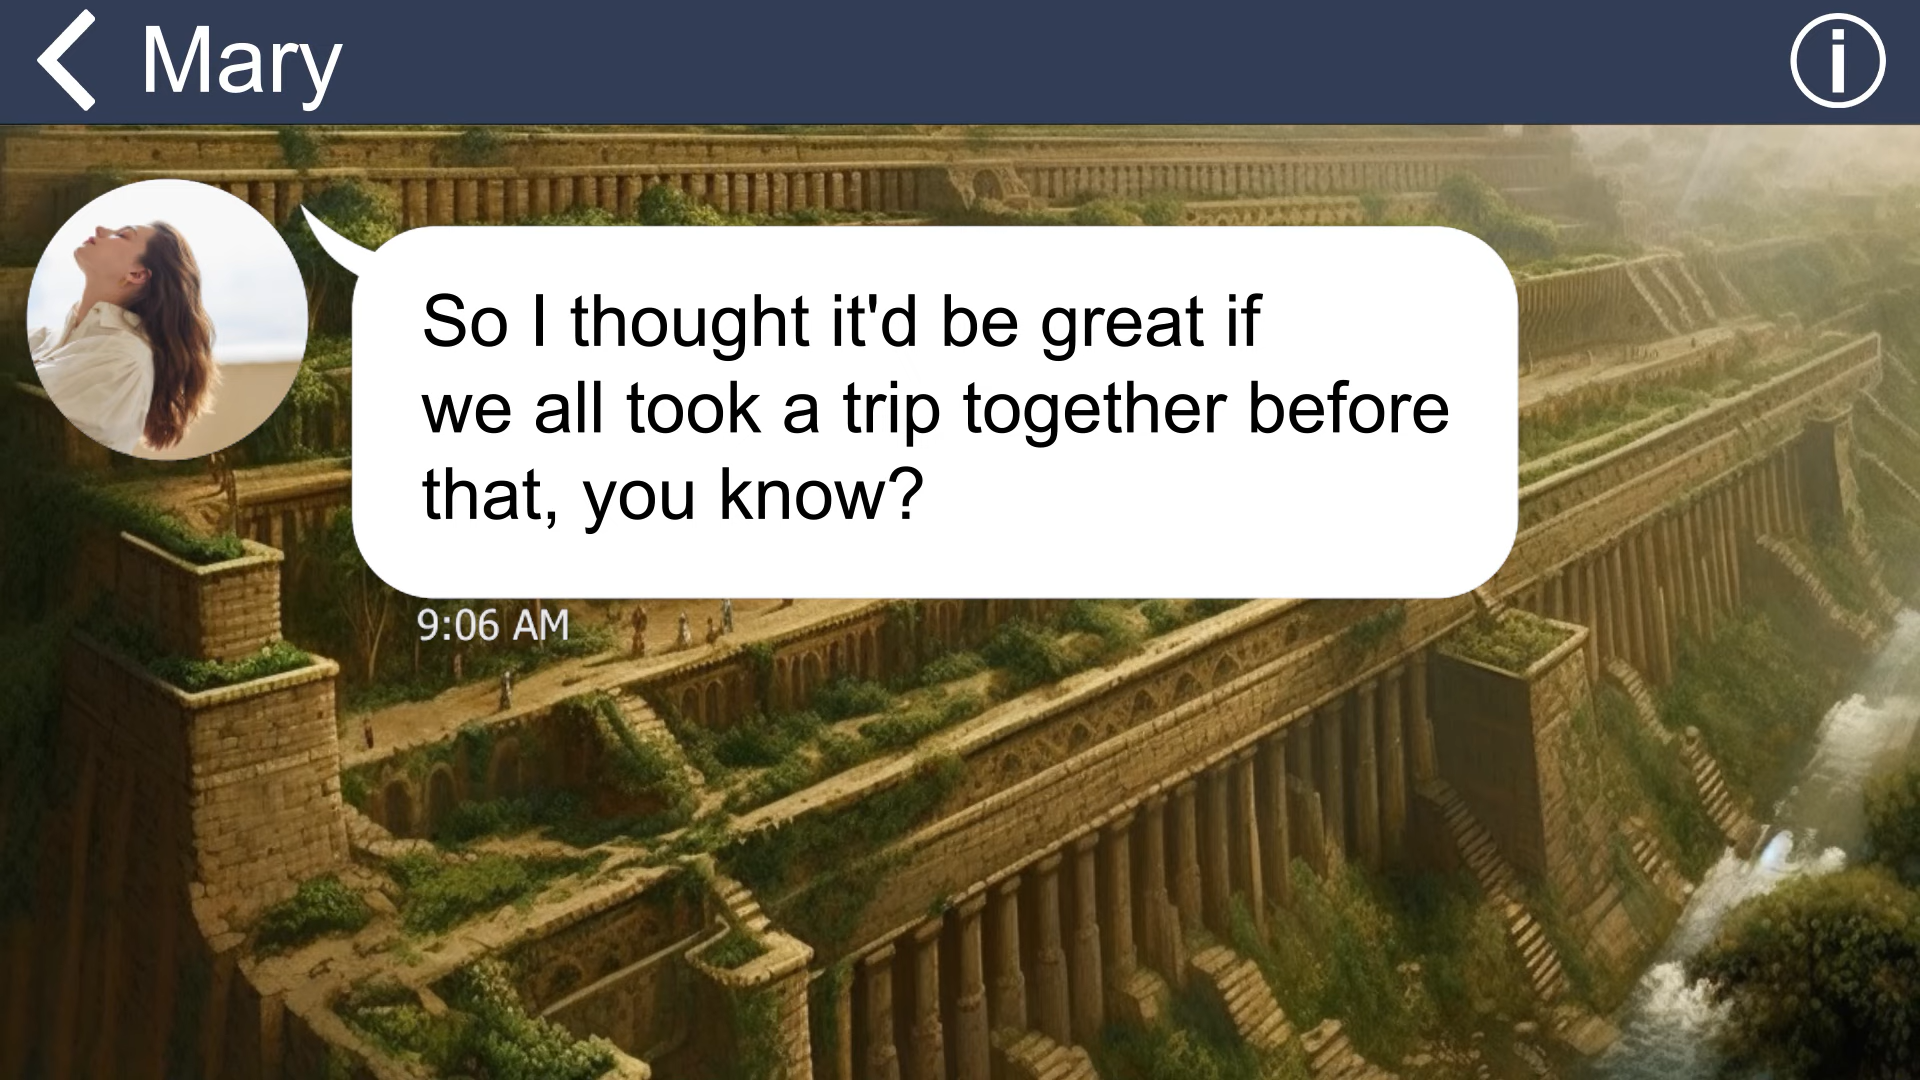 Mary
So I thought it'd be great if
we all took a trip together before
that, you know?
9:06 AM